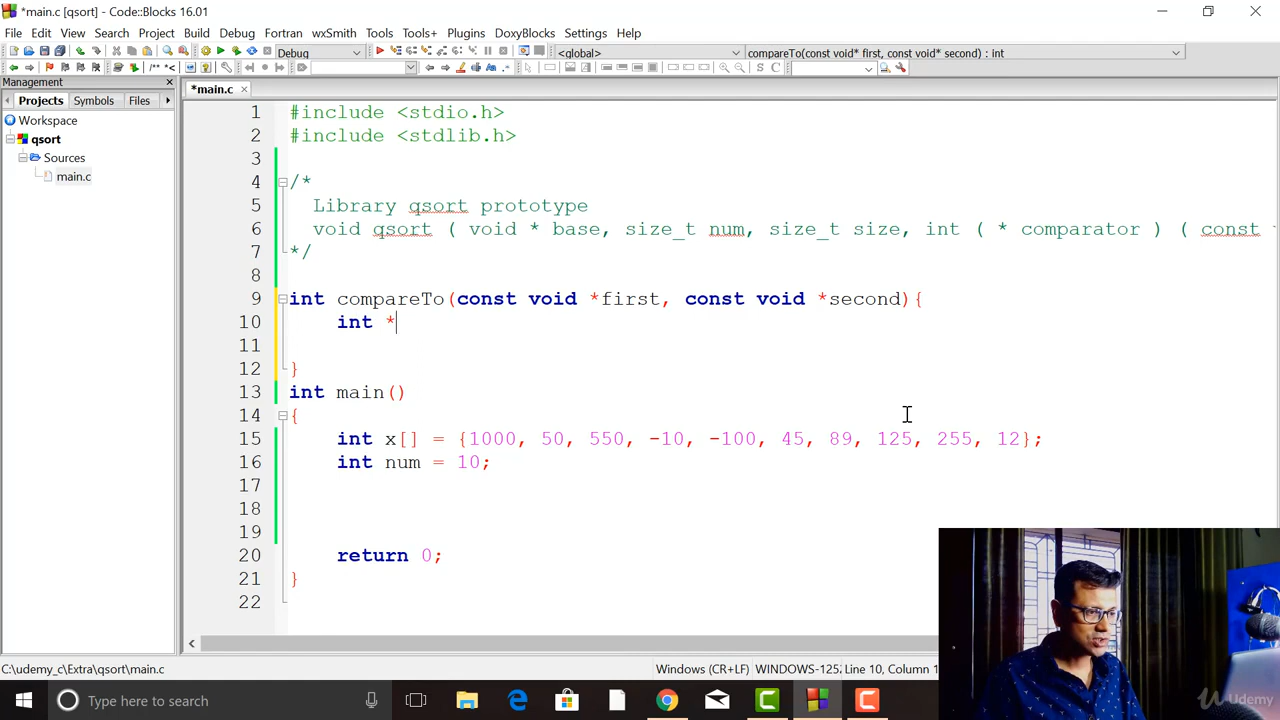 *main.c [qsort] - Code::Blocks 16.01
File Edit View Search Project Build Debug Fortran wxSmith Tools Tools+ Plugins DoxyBlocks Settings Help
Debug
<global>
compareTo(const void* first, const void* second) : int
/** *<
Management
Projects Symbols Files
*main.c
Workspace
qsort
Sources
main.c
1 #include <stdio.h>
2 #include <stdlib.h>
3
4 /*
5 Library qsort prototype
6 void qsort ( void * base, size_t num, size_t size, int ( * comparator ) ( const
7 */
8
9 int compareTo(const void *first, const void *second){
10 int *
11
12 }
13 int main()
14 {
15 int x[] = {1000, 50, 550, -10, -100, 45, 89, 125, 255, 12};
16 int num = 10;
17
18
19
20 return 0;
21 }
22
C:\udemy_c\Extra\qsort\main.c
Windows (CR+LF)
WINDOWS-125
Line 10, Column 1
Type here to search
Udemy